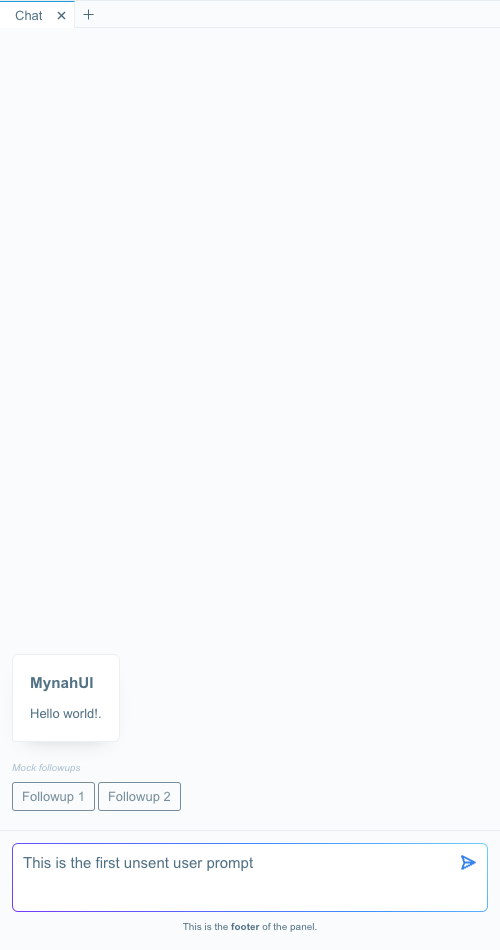 Chat
MynahUI
Hello world!.
Mock followups
Followup 1 Followup 2
This is the first unsent user prompt
This is the footer of the panel.